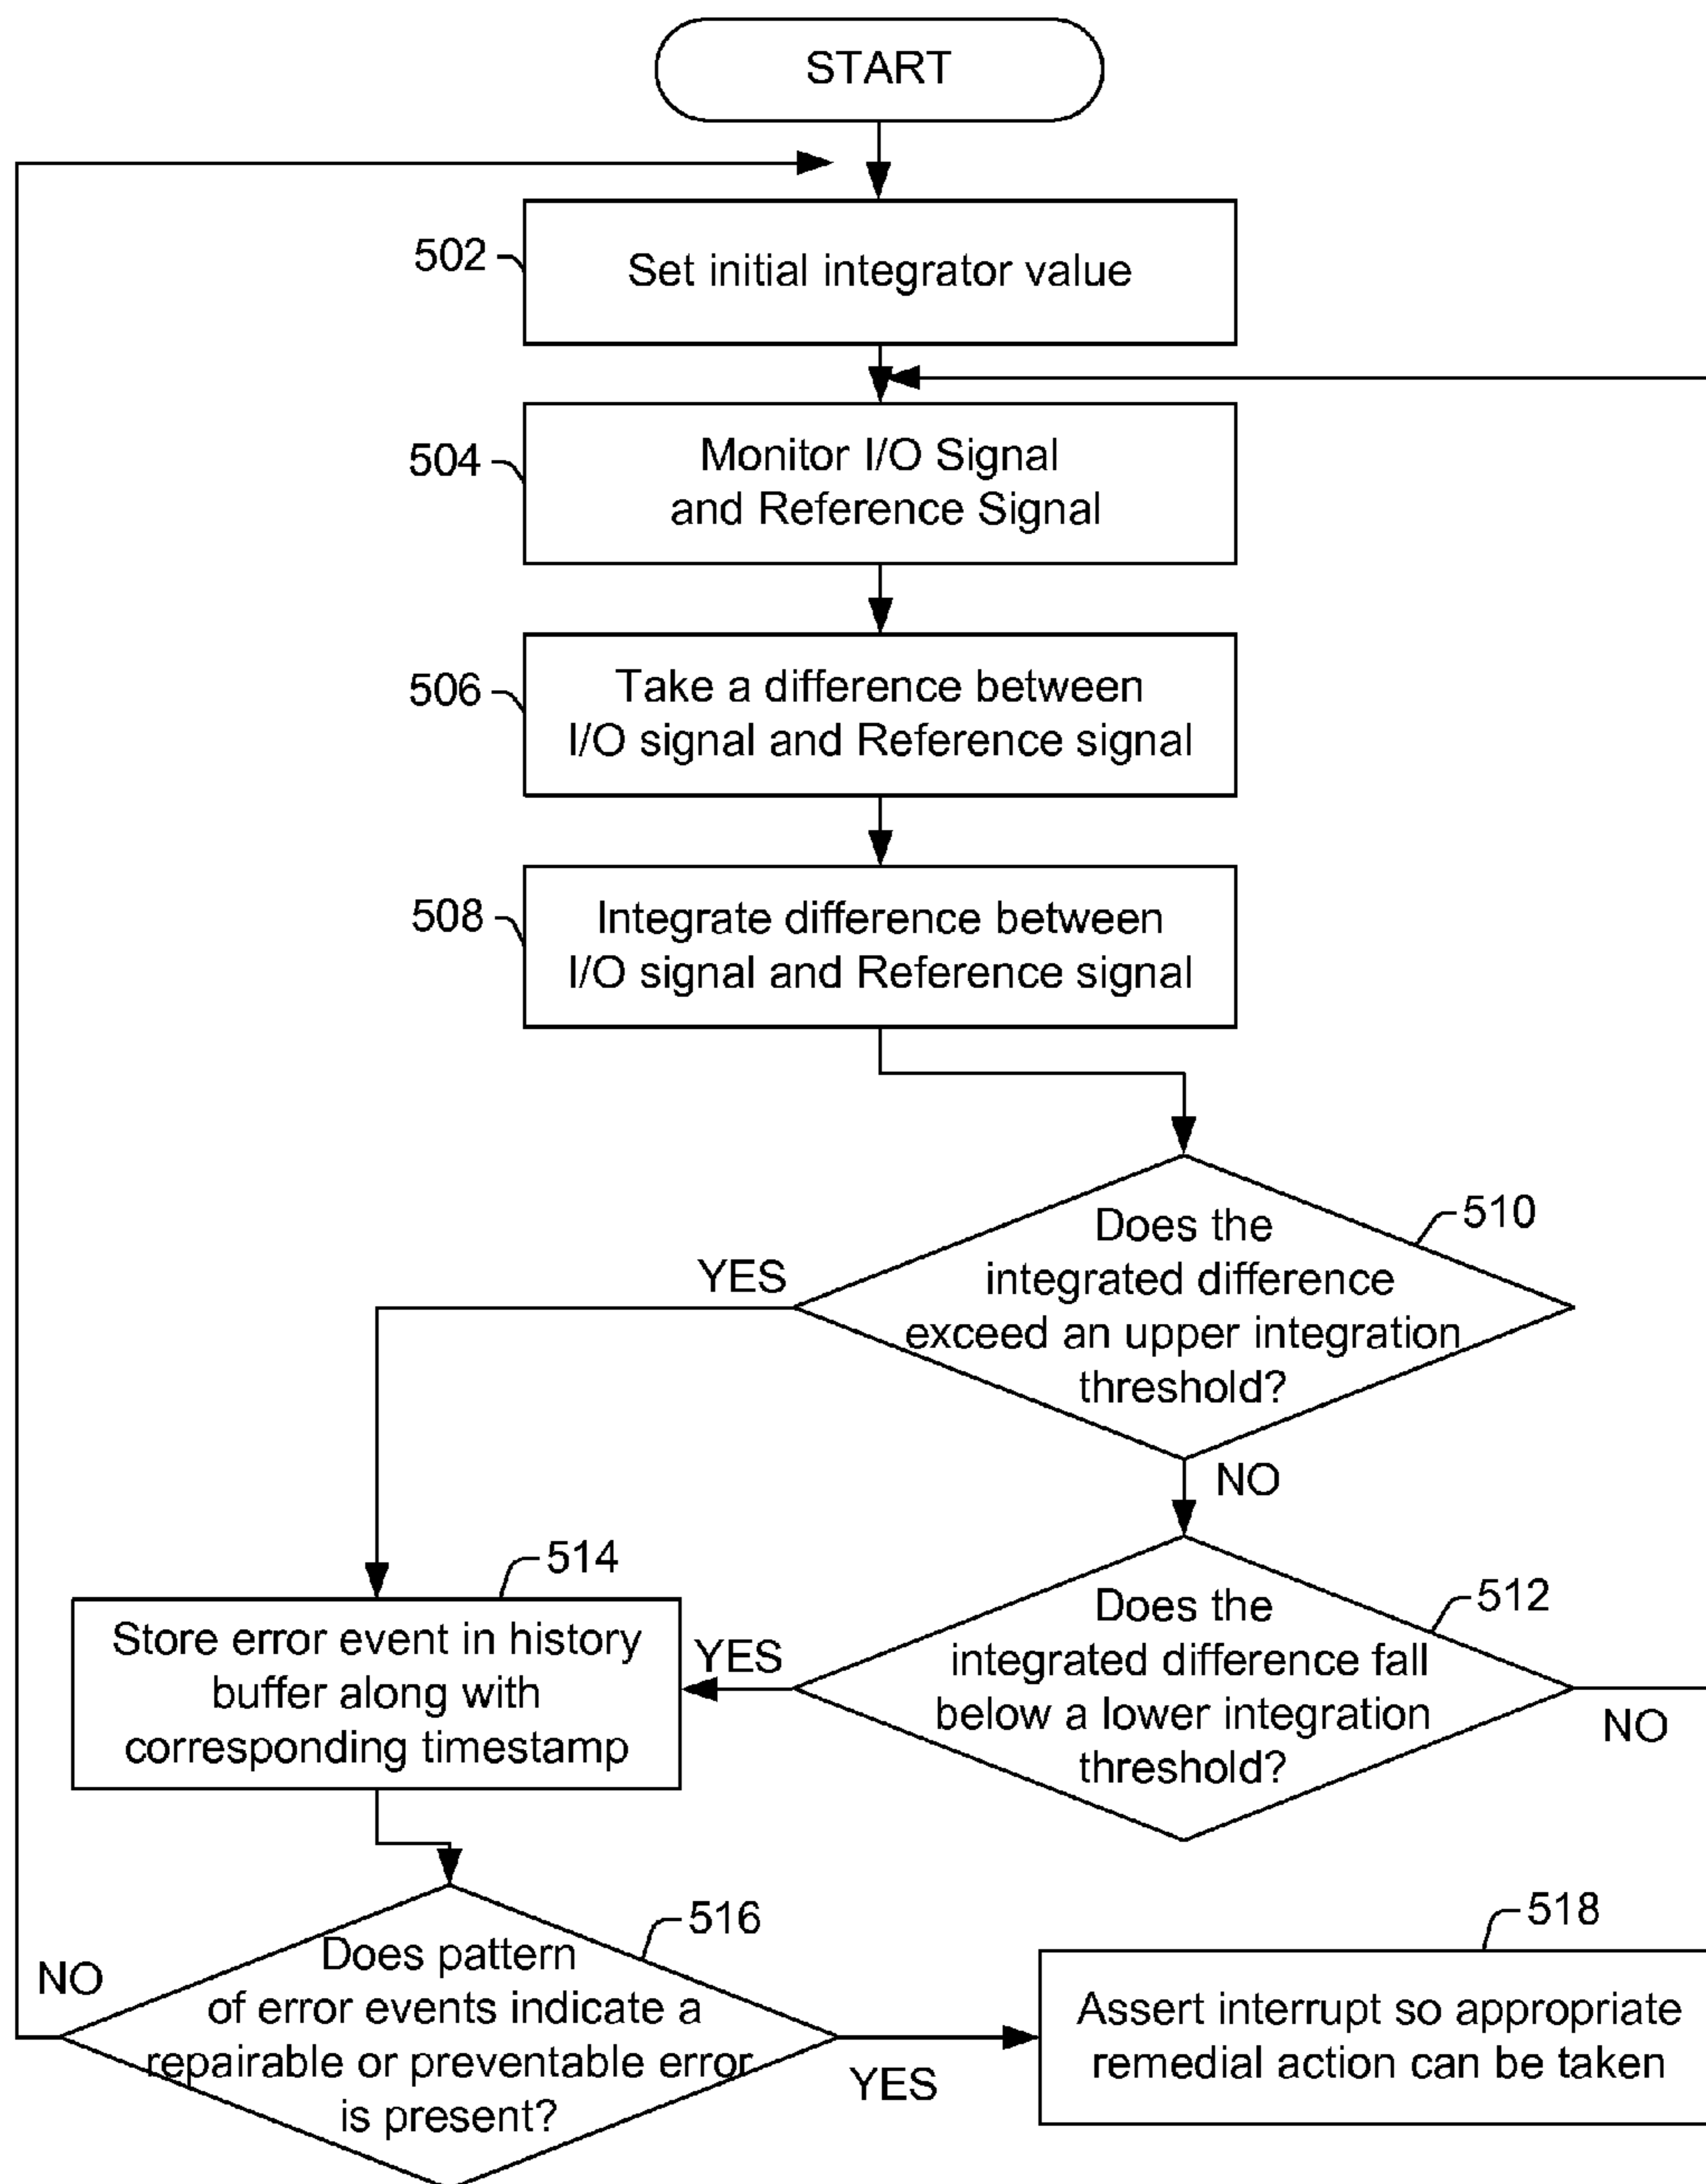 START
502
Set initial integrator value
504
Monitor I/O Signal
and Reference Signal
506
Take a difference between
I/O signal and Reference signal
508
Integrate difference between
I/O signal and Reference signal
510
Does the
integrated difference
exceed an upper integration
threshold?
YES
NO
514
Store error event in history
buffer along with
corresponding timestamp
YES
512
Does the
integrated difference fall
below a lower integration
threshold?
NO
516
Does pattern
of error events indicate a
repairable or preventable error
is present?
NO
YES
518
Assert interrupt so appropriate
remedial action can be taken